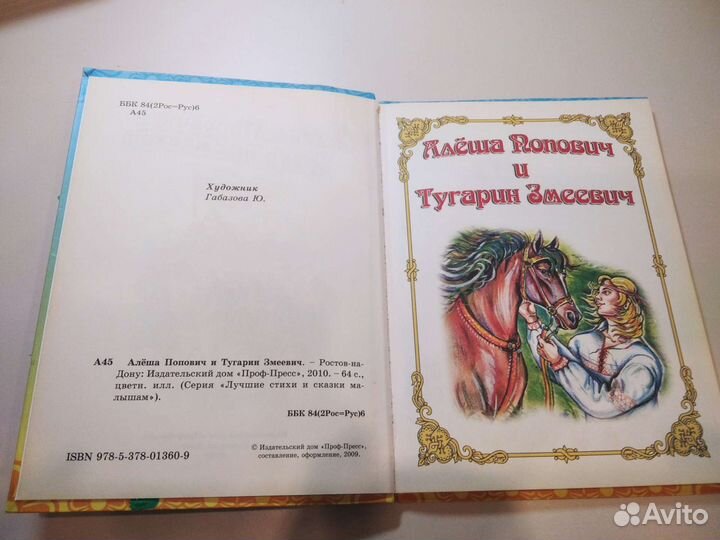 ББК 84(2Рос=Рус)6
А45
Художник
Габазова Ю.
А45 Алёша Попович и Тугарин Змеевич. – Ростов-на-
Дону: Издательский дом «Проф-Пресс», 2010. – 64 с.,
цветн. илл. (Серия «Лучшие стихи и сказки ма-
лышам»).
ББК 84(2Рос=Рус)6
ISBN 978-5-378-01360-9
© Издательский дом «Проф-Пресс»,
составление, оформление, 2009.
Алёша Попович
и
Тугарин Змеевич
Avito